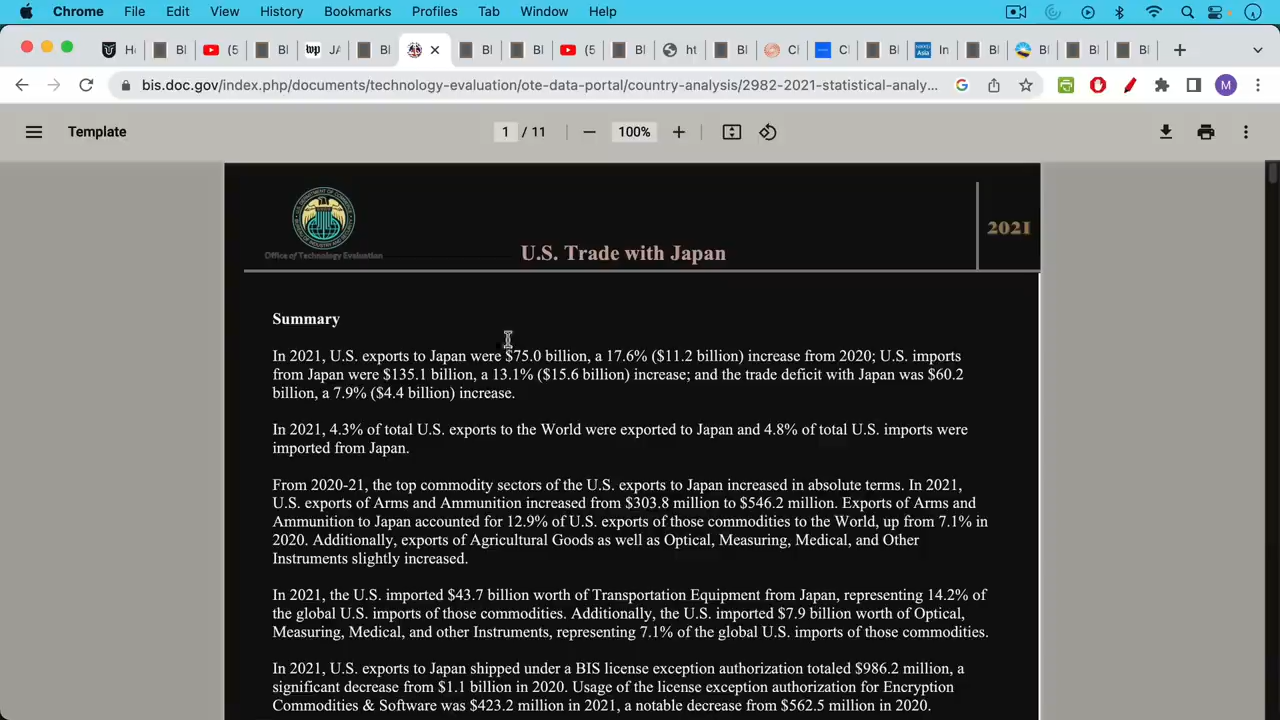 Chrome File Edit View History Bookmarks Profiles Tab Window Help
bis.doc.gov/index.php/documents/technology-evaluation/ote-data-portal/country-analysis/2982-2021-statistical-analy...
M
Template
1 / 11
100%
Office of Technology Evaluation
U.S. Trade with Japan
2021
Summary
In 2021, U.S. exports to Japan were $75.0 billion, a 17.6% ($11.2 billion) increase from 2020; U.S. imports
from Japan were $135.1 billion, a 13.1% ($15.6 billion) increase; and the trade deficit with Japan was $60.2
billion, a 7.9% ($4.4 billion) increase.
In 2021, 4.3% of total U.S. exports to the World were exported to Japan and 4.8% of total U.S. imports were
imported from Japan.
From 2020-21, the top commodity sectors of the U.S. exports to Japan increased in absolute terms. In 2021,
U.S. exports of Arms and Ammunition increased from $303.8 million to $546.2 million. Exports of Arms and
Ammunition to Japan accounted for 12.9% of U.S. exports of those commodities to the World, up from 7.1% in
2020. Additionally, exports of Agricultural Goods as well as Optical, Measuring, Medical, and Other
Instruments slightly increased.
In 2021, the U.S. imported $43.7 billion worth of Transportation Equipment from Japan, representing 14.2% of
the global U.S. imports of those commodities. Additionally, the U.S. imported $7.9 billion worth of Optical,
Measuring, Medical, and other Instruments, representing 7.1% of the global U.S. imports of those commodities.
In 2021, U.S. exports to Japan shipped under a BIS license exception authorization totaled $986.2 million, a
significant decrease from $1.1 billion in 2020. Usage of the license exception authorization for Encryption
Commodities & Software was $423.2 million in 2021, a notable decrease from $562.5 million in 2020.